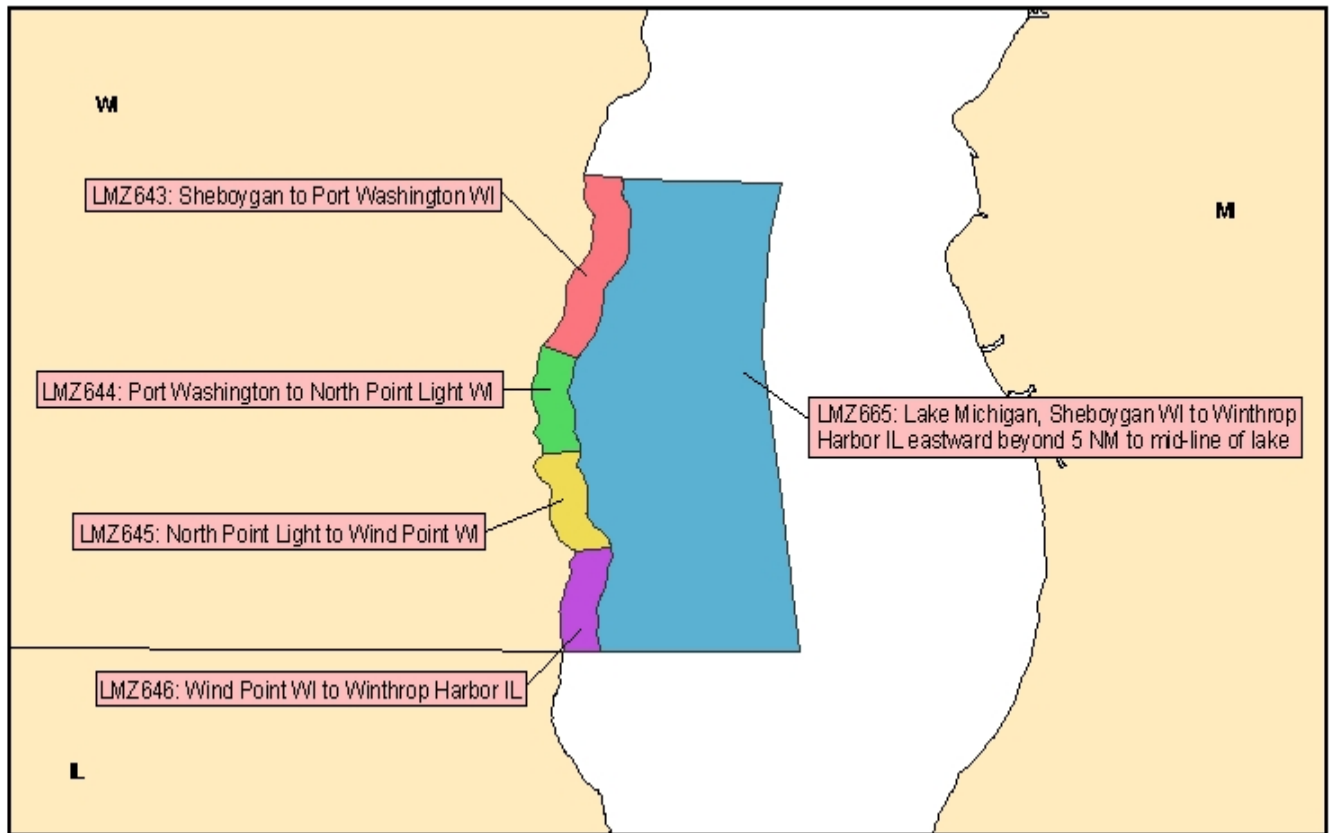 WI
LMZ643: Sheboygan to Port Washington WI
M
LMZ644: Port Washington to North Point Light WI
LMZ665: Lake Michigan, Sheboygan WI to Winthrop
Harbor IL eastward beyond 5 NM to mid-line of lake
LMZ645: North Point Light to Wind Point WI
LMZ646: Wind Point WI to Winthrop Harbor IL
IL